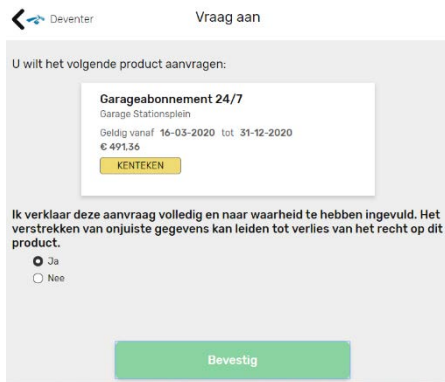 Deventer
Vraag aan
U wilt het volgende product aanvragen:
Garageabonnement 24/7
Garage Stationsplein
Geldig vanaf 16-03-2020 tot 31-12-2020
€ 491,36
KENTEKEN
Ik verklaar deze aanvraag volledig en naar waarheid te hebben ingevuld. Het
verstrekken van onjuiste gegevens kan leiden tot verlies van het recht op dit
product.
Ja
Nee
Bevestig